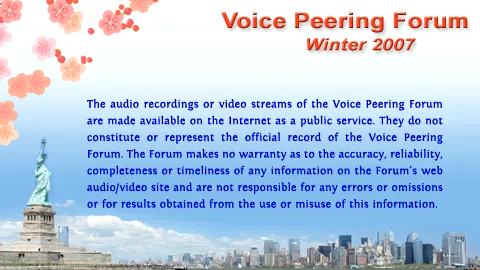 Voice Peering Forum
Winter 2007
The audio recordings or video streams of the Voice Peering Forum
are made available on the Internet as a public service. They do not
constitute or represent the official record of the Voice Peering
Forum. The Forum makes no warranty as to the accuracy, reliability,
completeness or timeliness of any information on the Forum's web
audio/video site and are not responsible for any errors or omissions
or for results obtained from the use or misuse of this information.